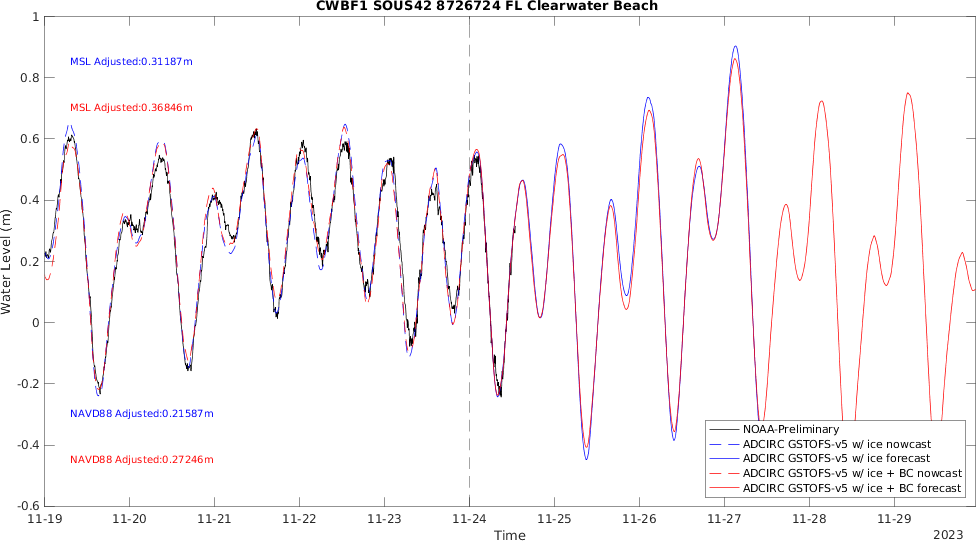 CWBF1 SOUS42 8726724 FL Clearwater Beach
1
0.8
0.6
0.4
0.2
0
-0.2
-0.4
-0.6
Water Level (m)
MSL Adjusted:0.31187m
MSL Adjusted:0.36846m
NAVD88 Adjusted:0.21587m
NAVD88 Adjusted:0.27246m
NOAA-Preliminary
ADCIRC GSTOFS-v5 w/ ice nowcast
ADCIRC GSTOFS-v5 w/ ice forecast
ADCIRC GSTOFS-v5 w/ ice + BC nowcast
ADCIRC GSTOFS-v5 w/ ice + BC forecast
11-19 11-20 11-21 11-22 11-23 11-24 11-25 11-26 11-27 11-28 11-29
Time
2023